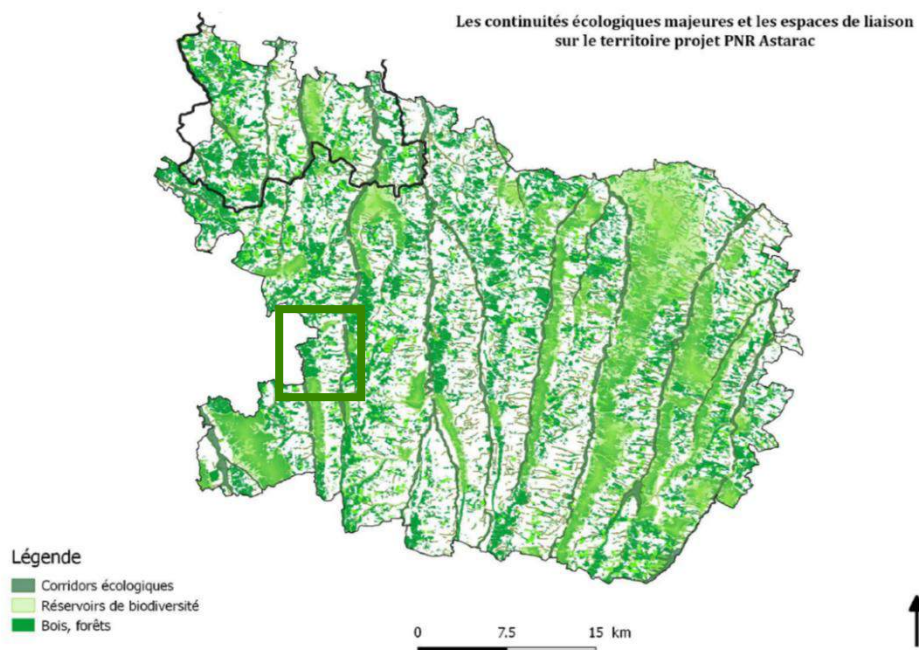 Les continuités écologiques majeures et les espaces de liaison
sur le territoire projet PNR Astarac
Légende
Corridors écologiques
Réservoirs de biodiversité
Bois, forêts
0 7.5 15 km